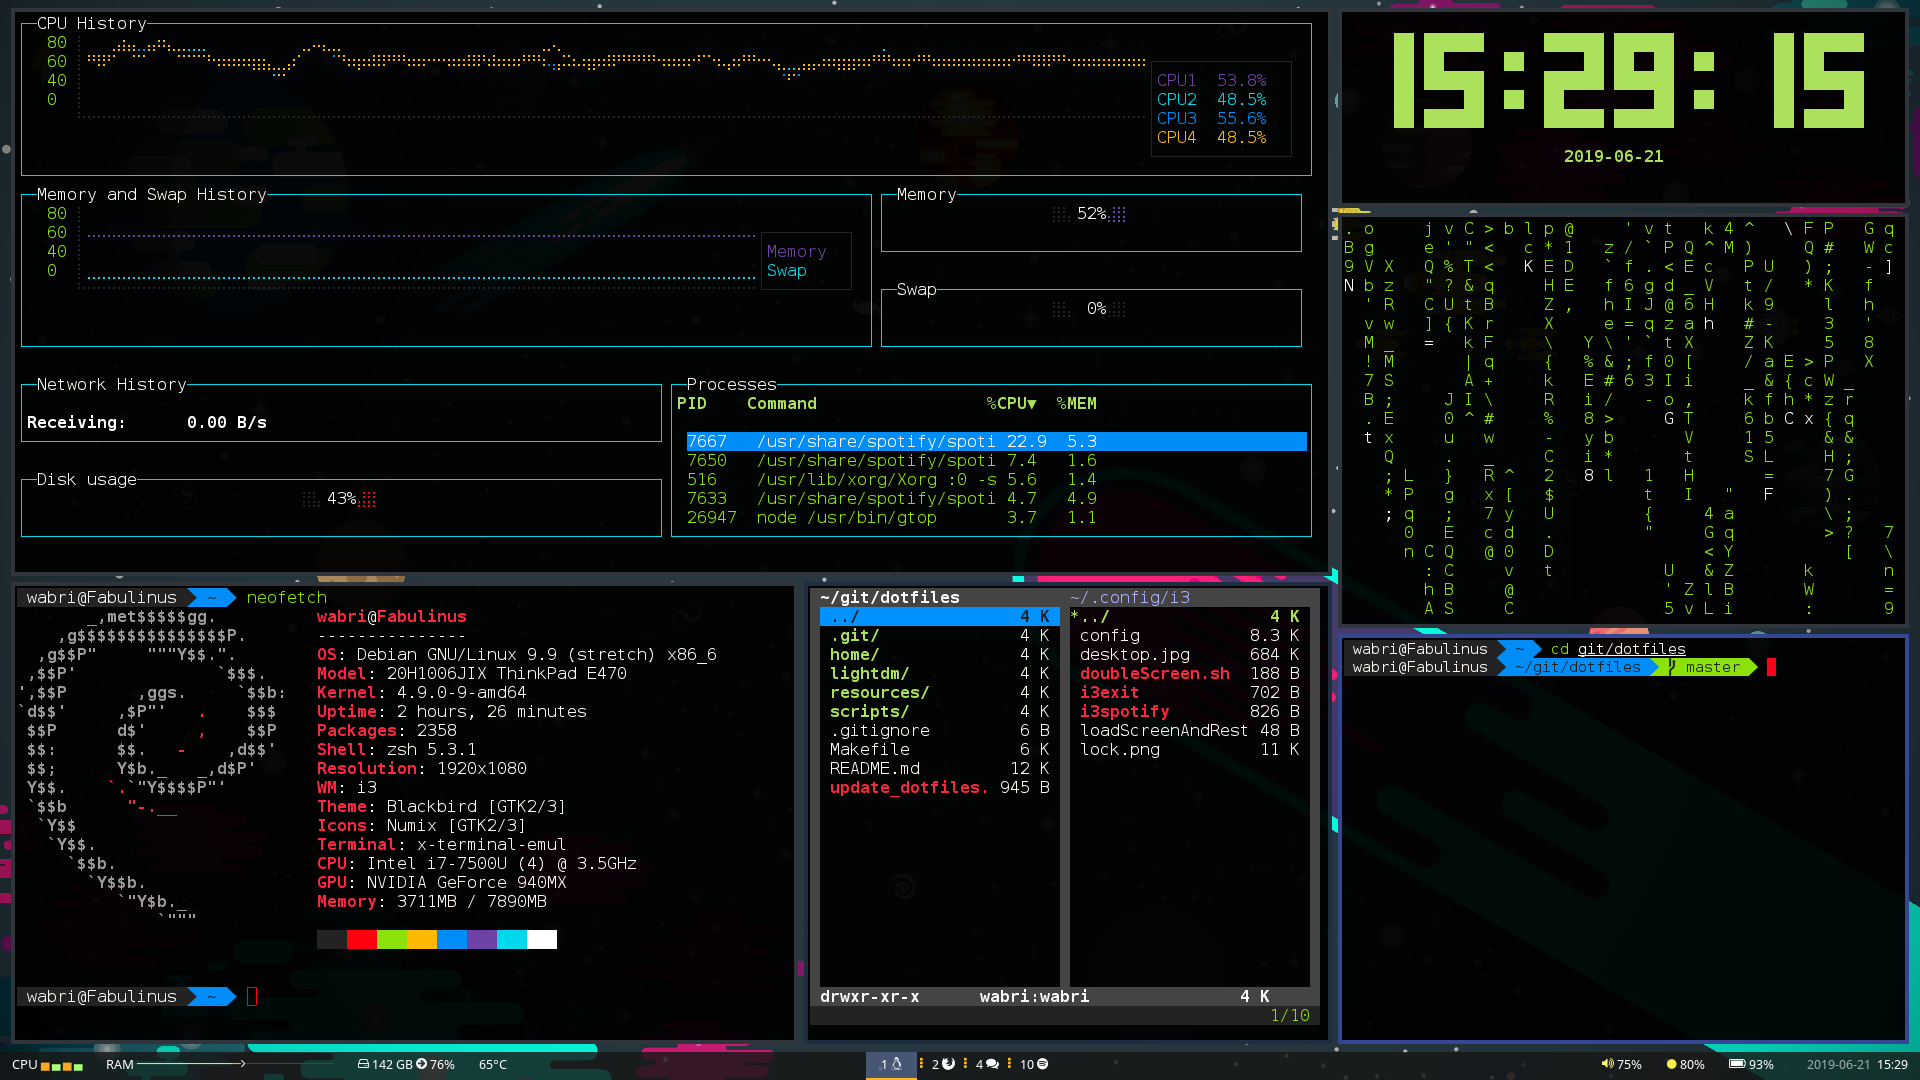 CPU History
80
60
40
0
CPU1 53.8%
CPU2 48.5%
CPU3 55.6%
CPU4 48.5%
Memory and Swap History
80
60
40
0
Memory
Swap
Memory
52%
Swap
0%
Network History
Receiving: 0.00 B/s
Disk usage
43%
Processes
PID Command %CPU▼ %MEM
7667 /usr/share/spotify/spoti 22.9 5.3
7650 /usr/share/spotify/spoti 7.4 1.6
516 /usr/lib/xorg/Xorg :0 -s 5.6 1.4
7633 /usr/share/spotify/spoti 4.7 4.9
26947 node /usr/bin/gtop 3.7 1.1
15:29:15
2019-06-21
wabri@Fabulinus ~ neofetch
wabri@Fabulinus
---------------
OS: Debian GNU/Linux 9.9 (stretch) x86_6
Model: 20H1006JIX ThinkPad E470
Kernel: 4.9.0-9-amd64
Uptime: 2 hours, 26 minutes
Packages: 2358
Shell: zsh 5.3.1
Resolution: 1920x1080
WM: i3
Theme: Blackbird [GTK2/3]
Icons: Numix [GTK2/3]
Terminal: x-terminal-emul
CPU: Intel i7-7500U (4) @ 3.5GHz
GPU: NVIDIA GeForce 940MX
Memory: 3711MB / 7890MB
wabri@Fabulinus ~
~/git/dotfiles
../ 4 K
.git/ 4 K
home/ 4 K
lightdm/ 4 K
resources/ 4 K
scripts/ 4 K
.gitignore 6 B
Makefile 6 K
README.md 12 K
update_dotfiles. 945 B
~/.config/i3
*../ 4 K
config 8.3 K
desktop.jpg 684 K
doubleScreen.sh 188 B
i3exit 702 B
i3spotify 826 B
loadScreenAndRest 48 B
lock.png 11 K
drwxr-xr-x wabri:wabri 4 K
1/10
wabri@Fabulinus ~ cd git/dotfiles
wabri@Fabulinus ~/git/dotfiles master
CPU RAM 142 GB 76% 65°C
1 2 4 10
75% 80% 93% 2019-06-21 15:29